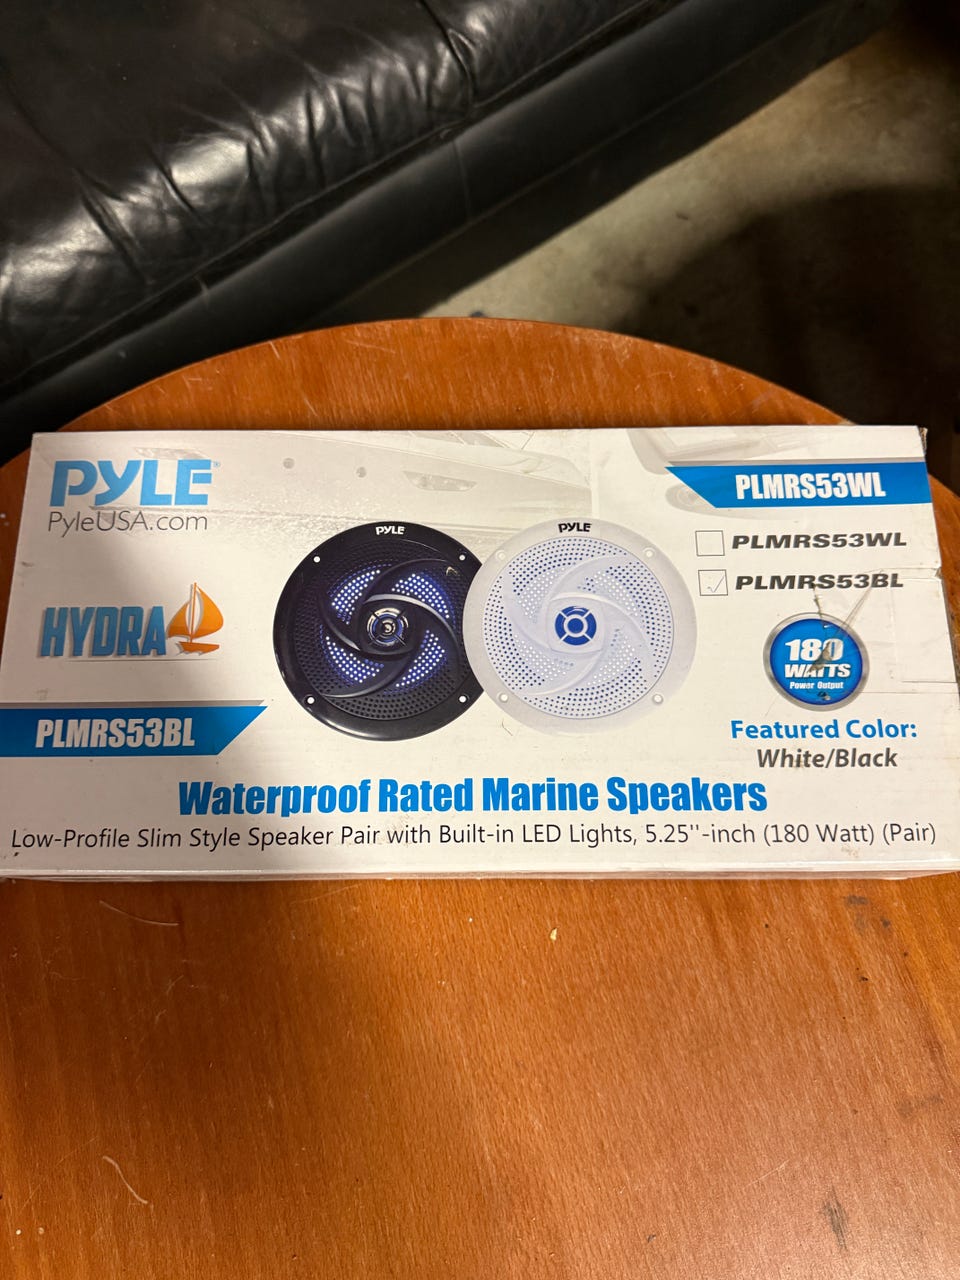 PYLE®
PyleUSA.com
HYDRA
PLMRS53BL
PYLE
PYLE
PLMRS53WL
PLMRS53WL
PLMRS53BL
180
WATTS
Power Output
Featured Color:
White/Black
Waterproof Rated Marine Speakers
Low-Profile Slim Style Speaker Pair with Built-in LED Lights, 5.25''-inch (180 Watt) (Pair)